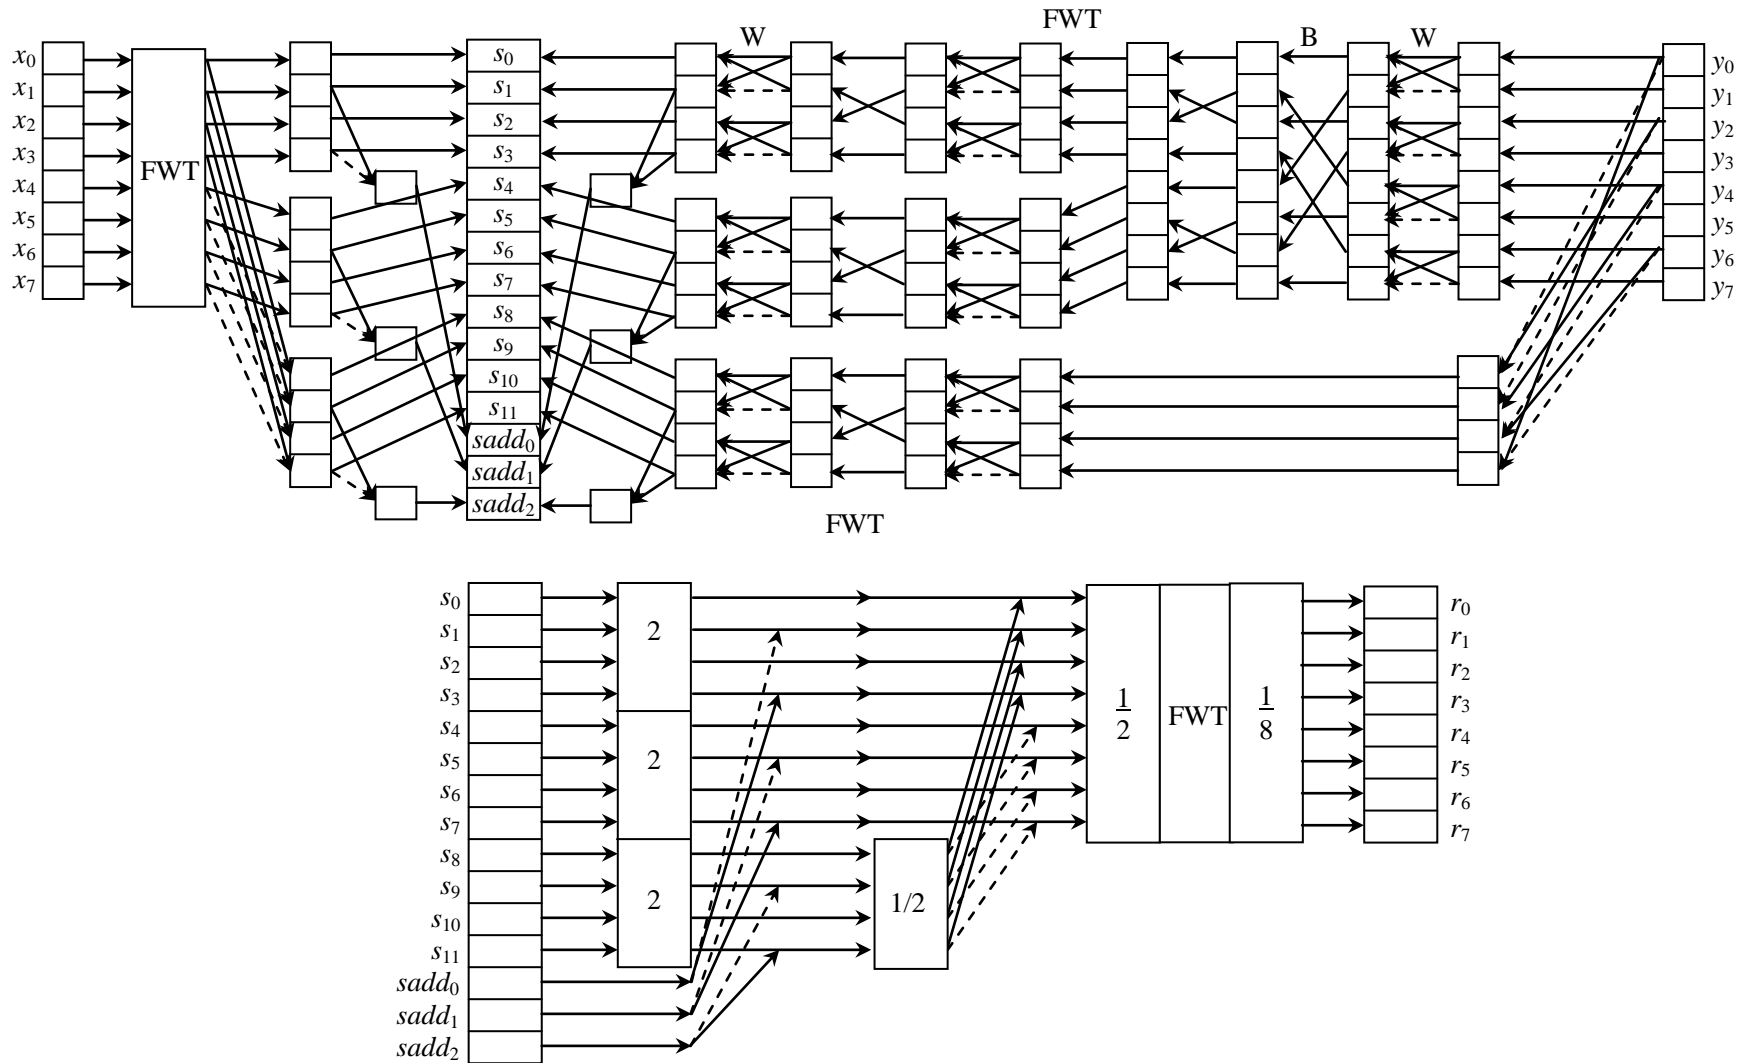 FWT
W B W
x0 s0 y0
x1 s1 y1
x2 s2 y2
x3 FWT s3 y3
x4 s4 y4
x5 s5 y5
x6 s6 y6
x7 s7 y7
s8
s9
s10
s11
sadd0
sadd1
sadd2
FWT
s0 r0
s1 2 r1
s2 r2
s3 r3
s4 1/2 FWT 1/8 r4
s5 2 r5
s6 r6
s7 r7
s8
s9 2 1/2
s10
s11
sadd0
sadd1
sadd2